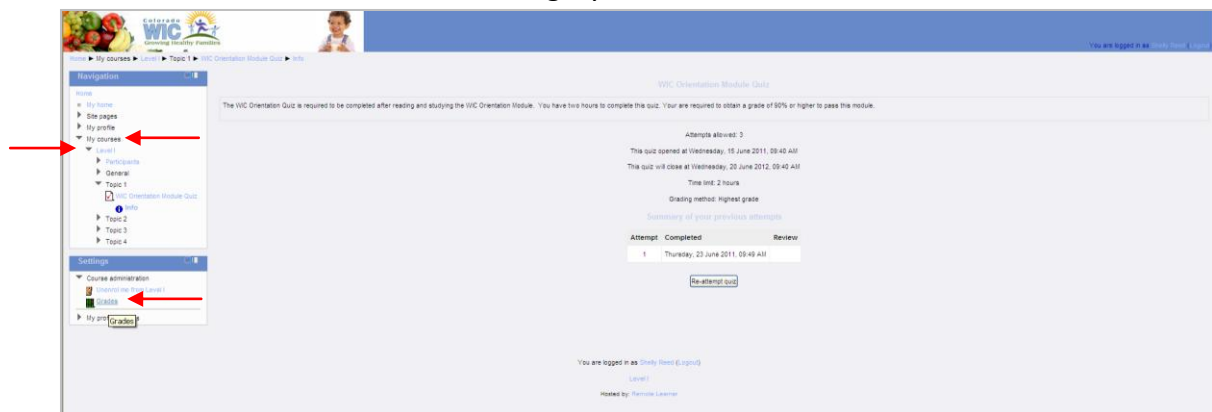 Colorado
WIC
Growing Healthy Families
You are logged in as Shelly Reed (Logout)
Home ► My courses ► Level I ► Topic 1 ► WIC Orientation Module Quiz ► Info
Navigation
Home
My home
Site pages
My profile
My courses
Level I
Participants
General
Topic 1
WIC Orientation Module Quiz
Info
Topic 2
Topic 3
Topic 4
Settings
Course administration
Unenrol me from Level I
Grades
My pro
Grades
WIC Orientation Module Quiz
The WIC Orientation Quiz is required to be completed after reading and studying the WIC Orientation Module. You have two hours to complete this quiz. Your are required to obtain a grade of 90% or higher to pass this module.
Attempts allowed: 3
This quiz opened at Wednesday, 15 June 2011, 09:40 AM
This quiz will close at Wednesday, 20 June 2012, 09:40 AM
Time limit: 2 hours
Grading method: Highest grade
Summary of your previous attempts
Attempt Completed Review
1 Thursday, 23 June 2011, 09:49 AM
Re-attempt quiz
You are logged in as Shelly Reed (Logout)
Level I
Hosted by: Remote Learner